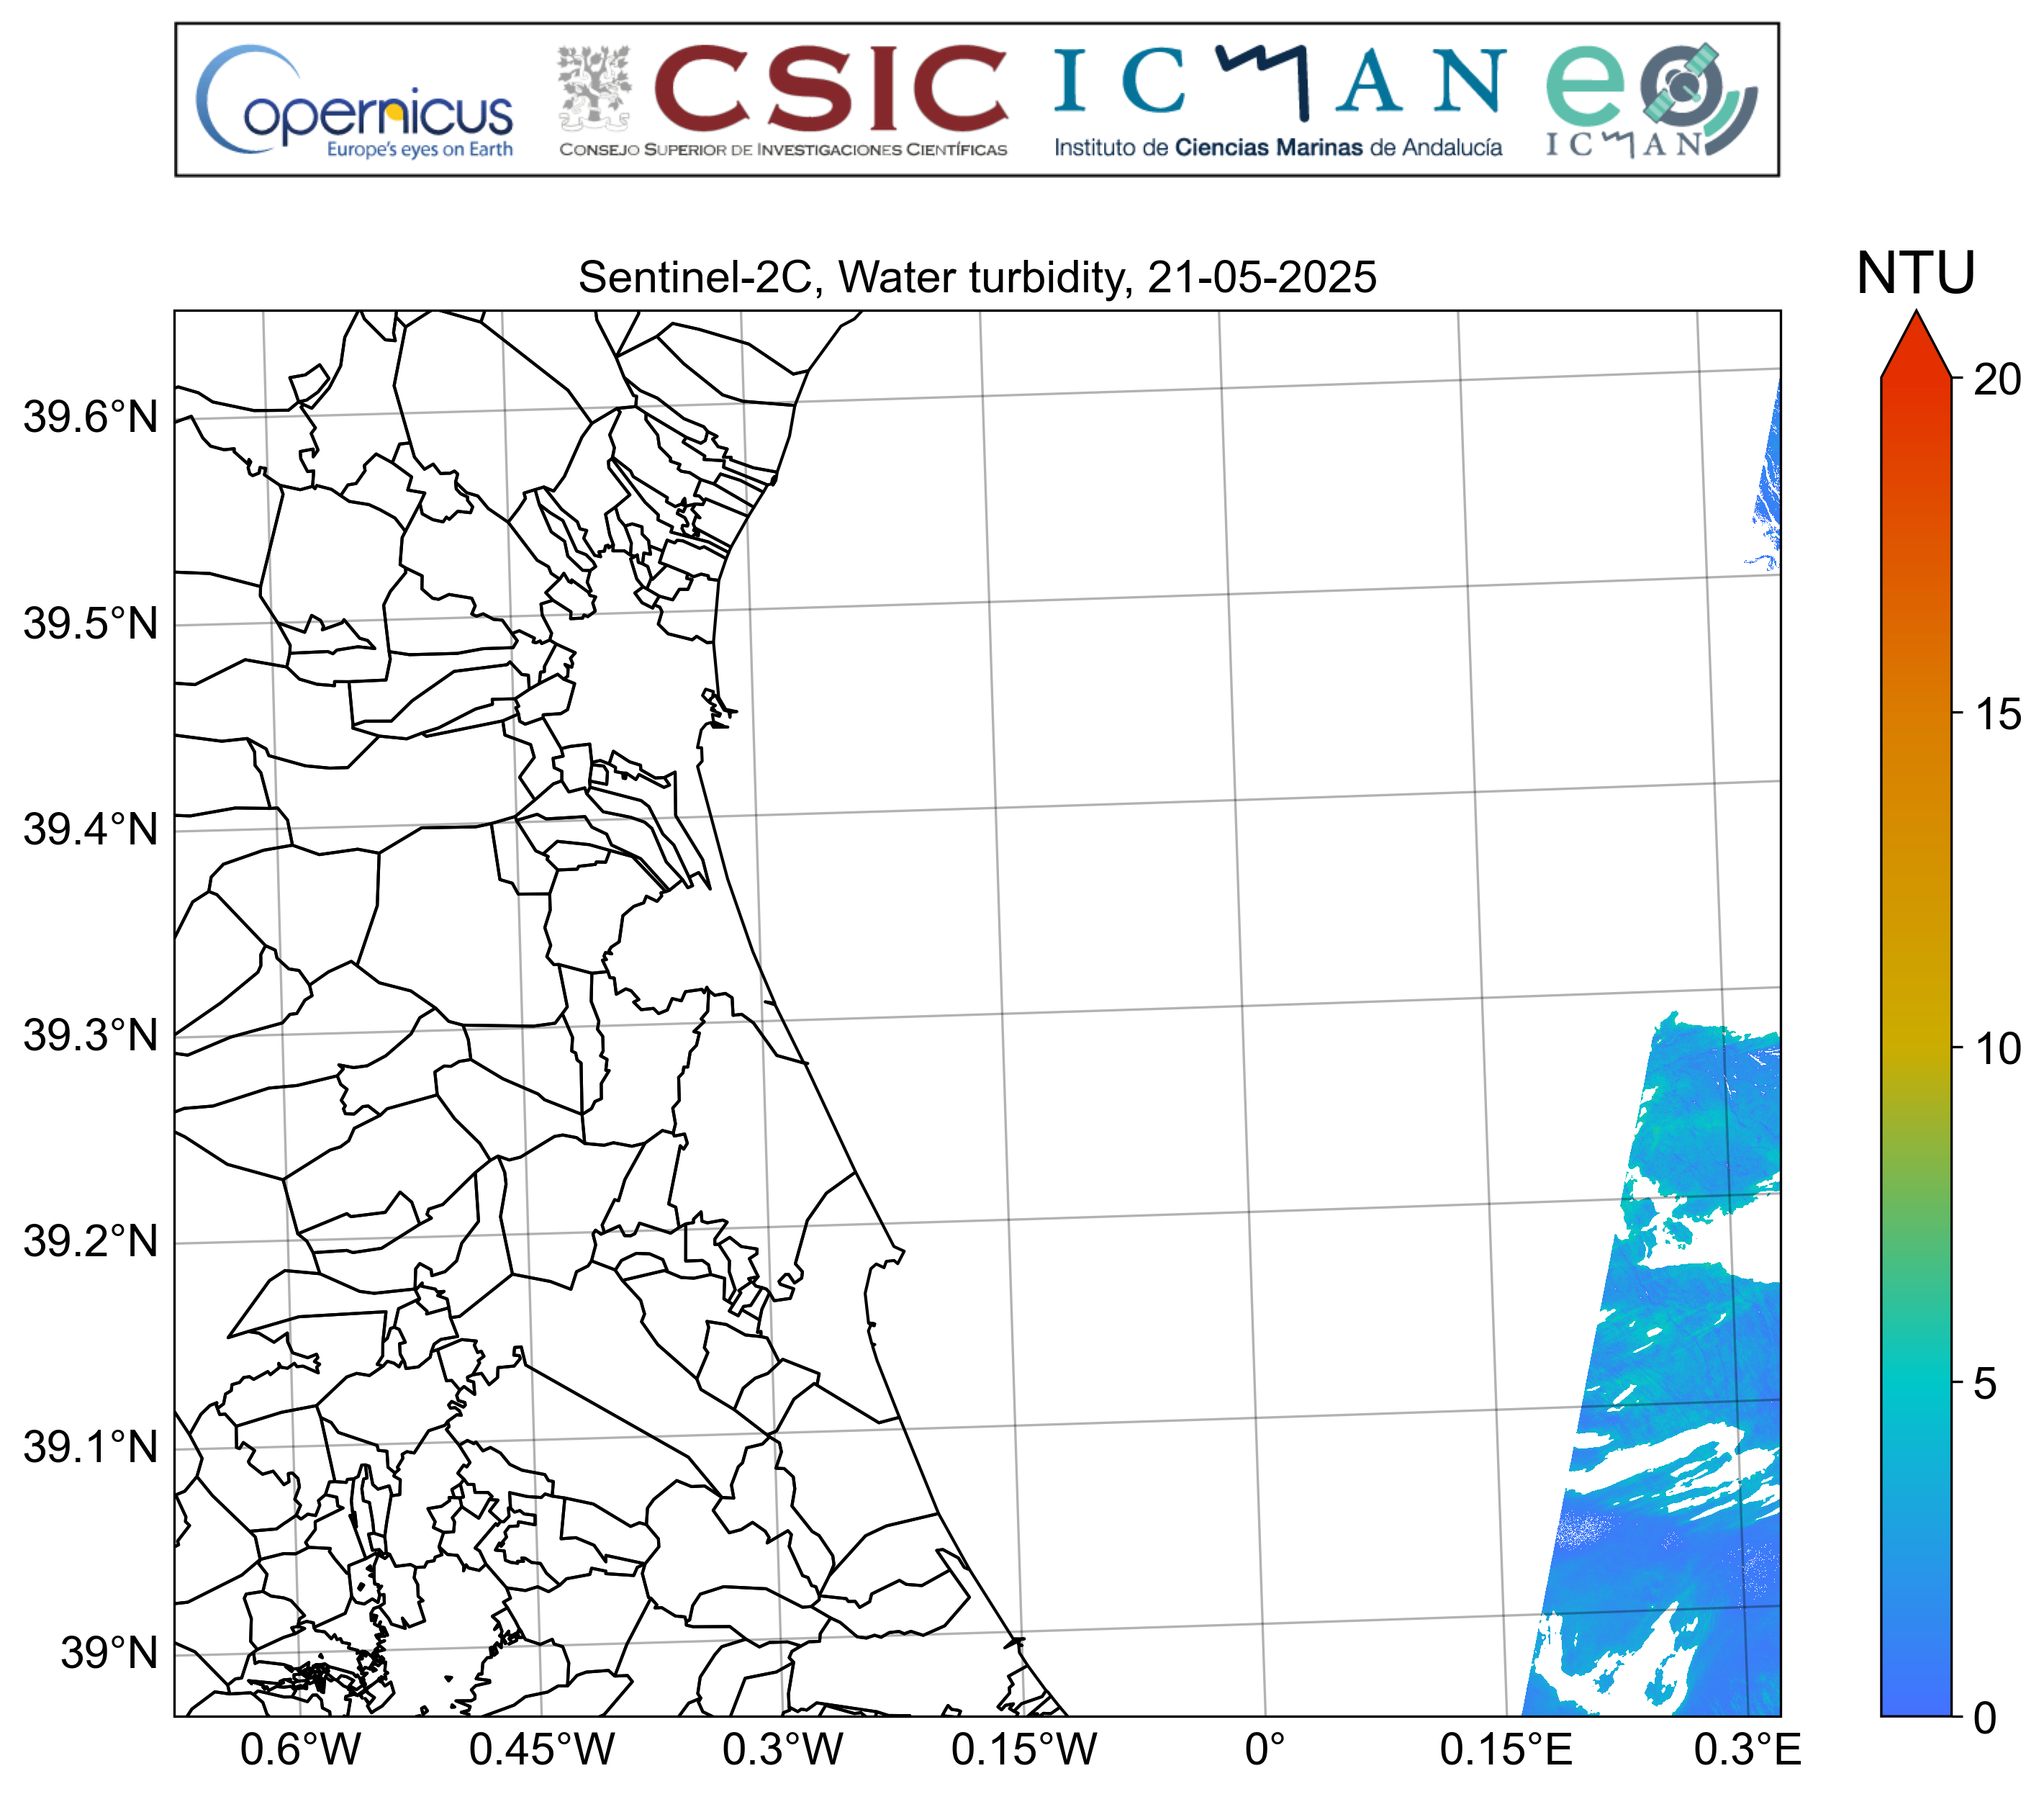 Copernicus
Europe's eyes on Earth
CSIC
CONSEJO SUPERIOR DE INVESTIGACIONES CIENTÍFICAS
ICMAN
Instituto de Ciencias Marinas de Andalucía
eo
ICMAN
Sentinel-2C, Water turbidity, 21-05-2025
NTU
39.6°N
39.5°N
39.4°N
39.3°N
39.2°N
39.1°N
39°N
0.6°W 0.45°W 0.3°W 0.15°W 0° 0.15°E 0.3°E
20
15
10
5
0